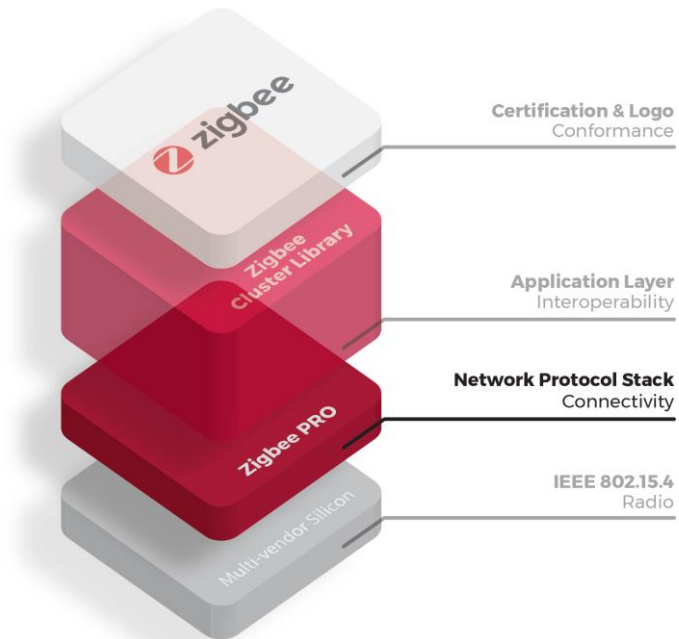 zigbee
Certification & Logo
Conformance
Zigbee
Cluster Library
Application Layer
Interoperability
Network Protocol Stack
Connectivity
Zigbee PRO
IEEE 802.15.4
Radio
Multi-vendor Silicon